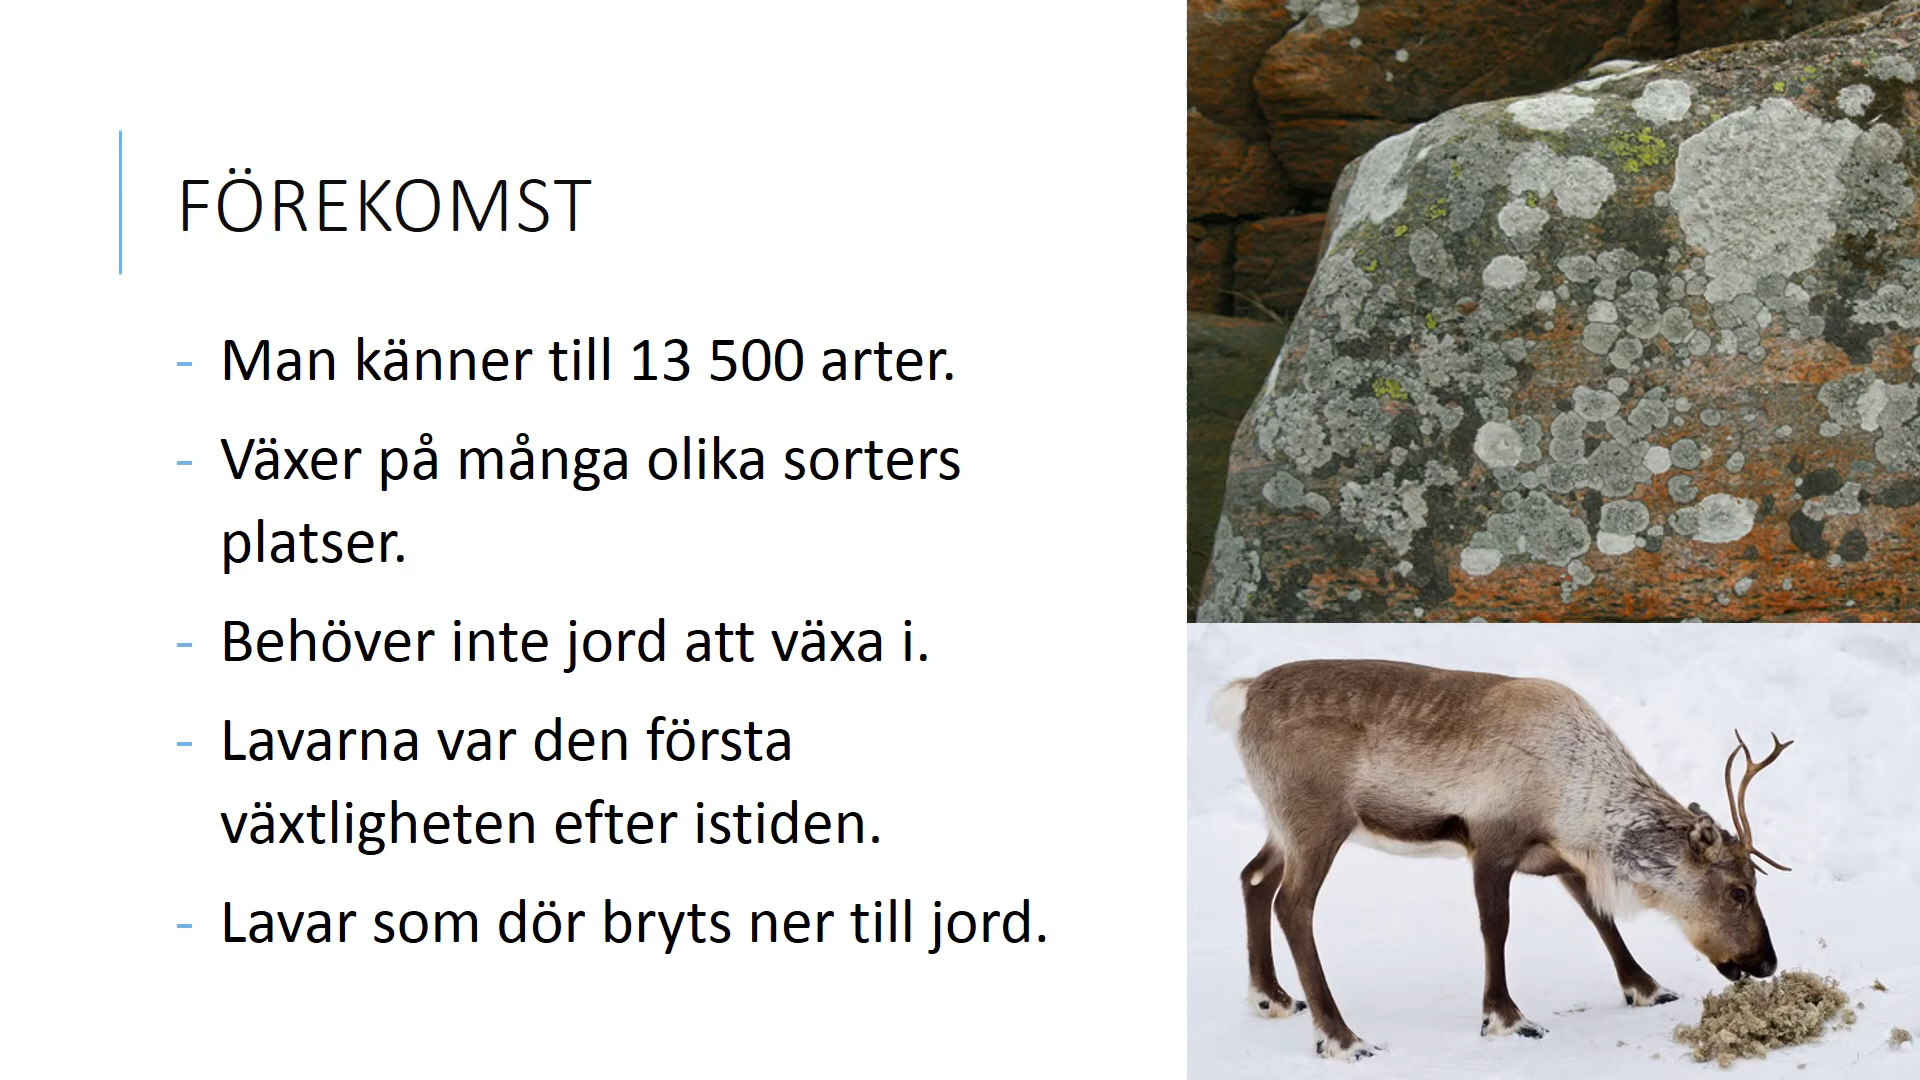 FÖREKOMST
- Man känner till 13 500 arter.
- Växer på många olika sorters
platser.
- Behöver inte jord att växa i.
- Lavarna var den första
växtligheten efter istiden.
- Lavar som dör bryts ner till jord.